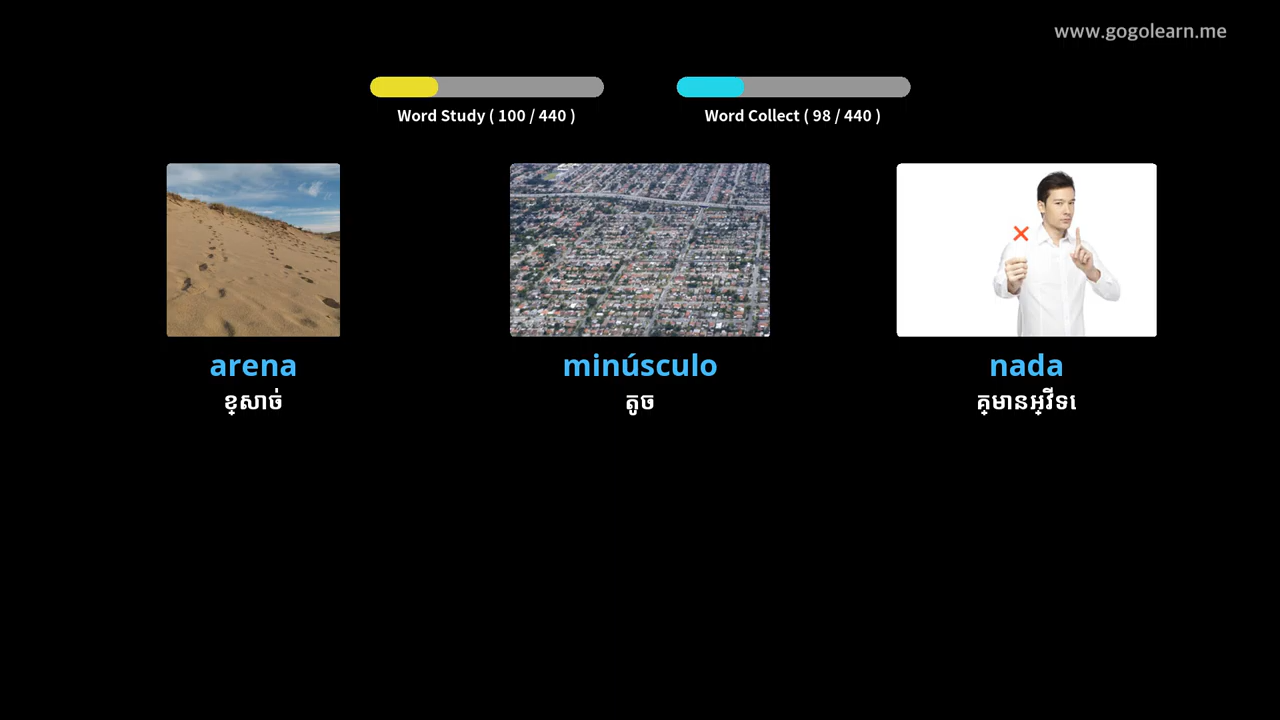 www.gogolearn.me
Word Study ( 100 / 440 )
Word Collect ( 98 / 440 )
arena
minúsculo
nada
ខ្សាច់
តូច
គ្មានអ្វីទេ